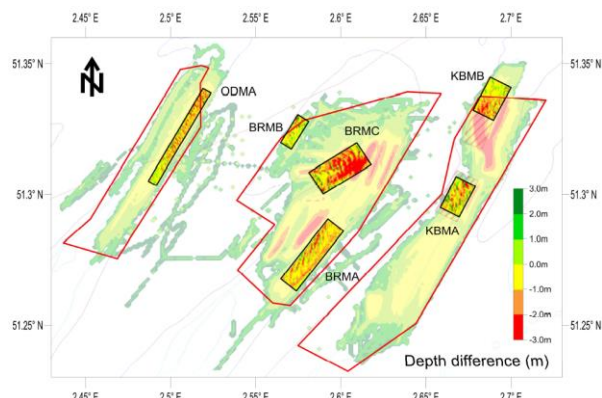 2.45° E 2.5° E 2.55° E 2.6° E 2.65° E 2.7° E
51.35° N 51.35° N
N
ODMA
KBMB
BRMB
BRMC
51.3° N 51.3° N
KBMA
BRMA
3.0m
2.0m
1.0m
0.0m
-1.0m
-2.0m
-3.0m
51.25° N 51.25° N
Depth difference (m)
2.45° E 2.5° E 2.55° E 2.6° E 2.65° E 2.7° E